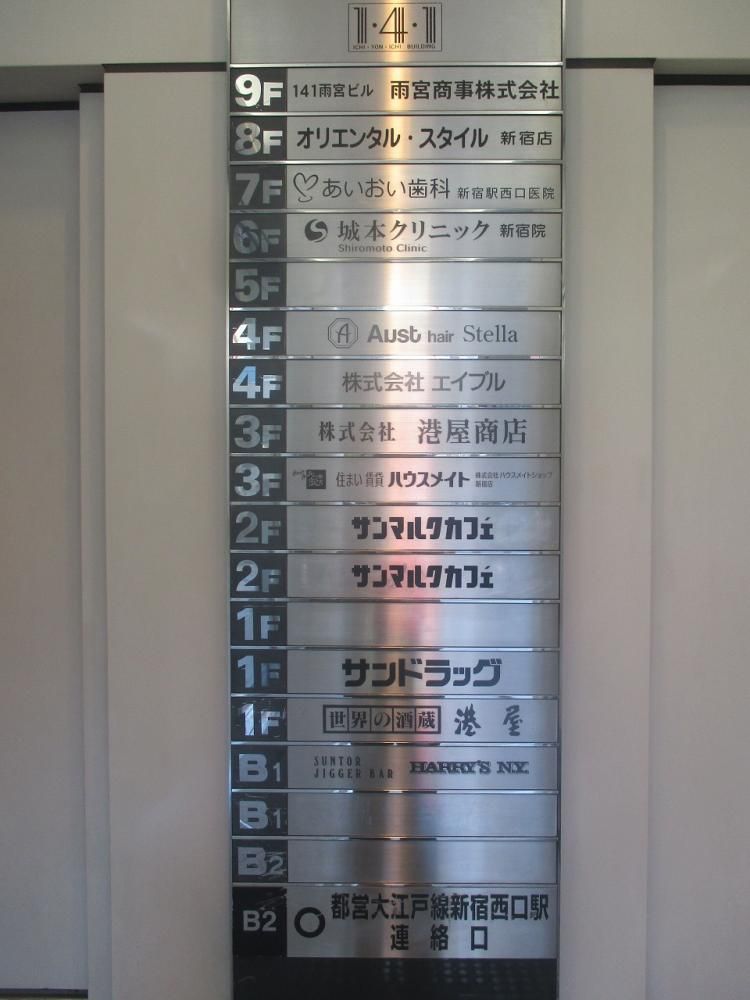 1・4・1
ICHI・YON・ICHI BUILDING
9F 141雨宮ビル 雨宮商事株式会社
8F オリエンタル・スタイル 新宿店
7F あいおい歯科 新宿駅西口医院
6F 城本クリニック 新宿院
Shiromoto Clinic
5F
4F A Aust hair Stella
4F 株式会社 エイブル
3F 株式会社 港屋商店
3F 住まい 賃貸 ハウスメイト 株式会社 ハウスメイトショップ
新宿店
2F サンマルクカフェ
2F サンマルクカフェ
1F
1F サンドラッグ
1F 世界の酒蔵 港屋
B1 SUNTOR
JIGGER BAR HARRY'S N.Y.
B1
B2
B2 都営大江戸線新宿西口駅
連絡口